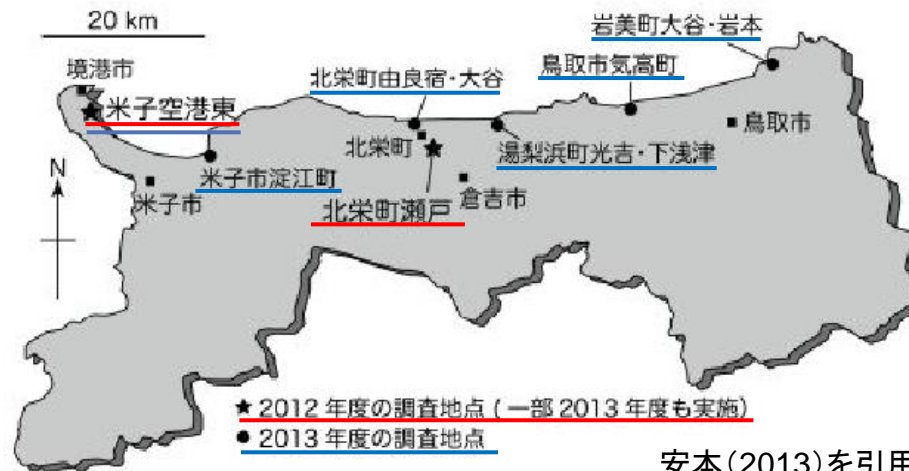 20 km
岩美町大谷・岩本
境港市
北栄町由良宿・大谷
鳥取市気高町
米子空港東
鳥取市
北栄町
湯梨浜町光吉・下浅津
N
米子市淀江町
米子市
倉吉市
北栄町瀬戸
★ 2012 年度の調査地点 ( 一部 2013 年度も実施)
● 2013 年度の調査地点
安本(2013)を引用